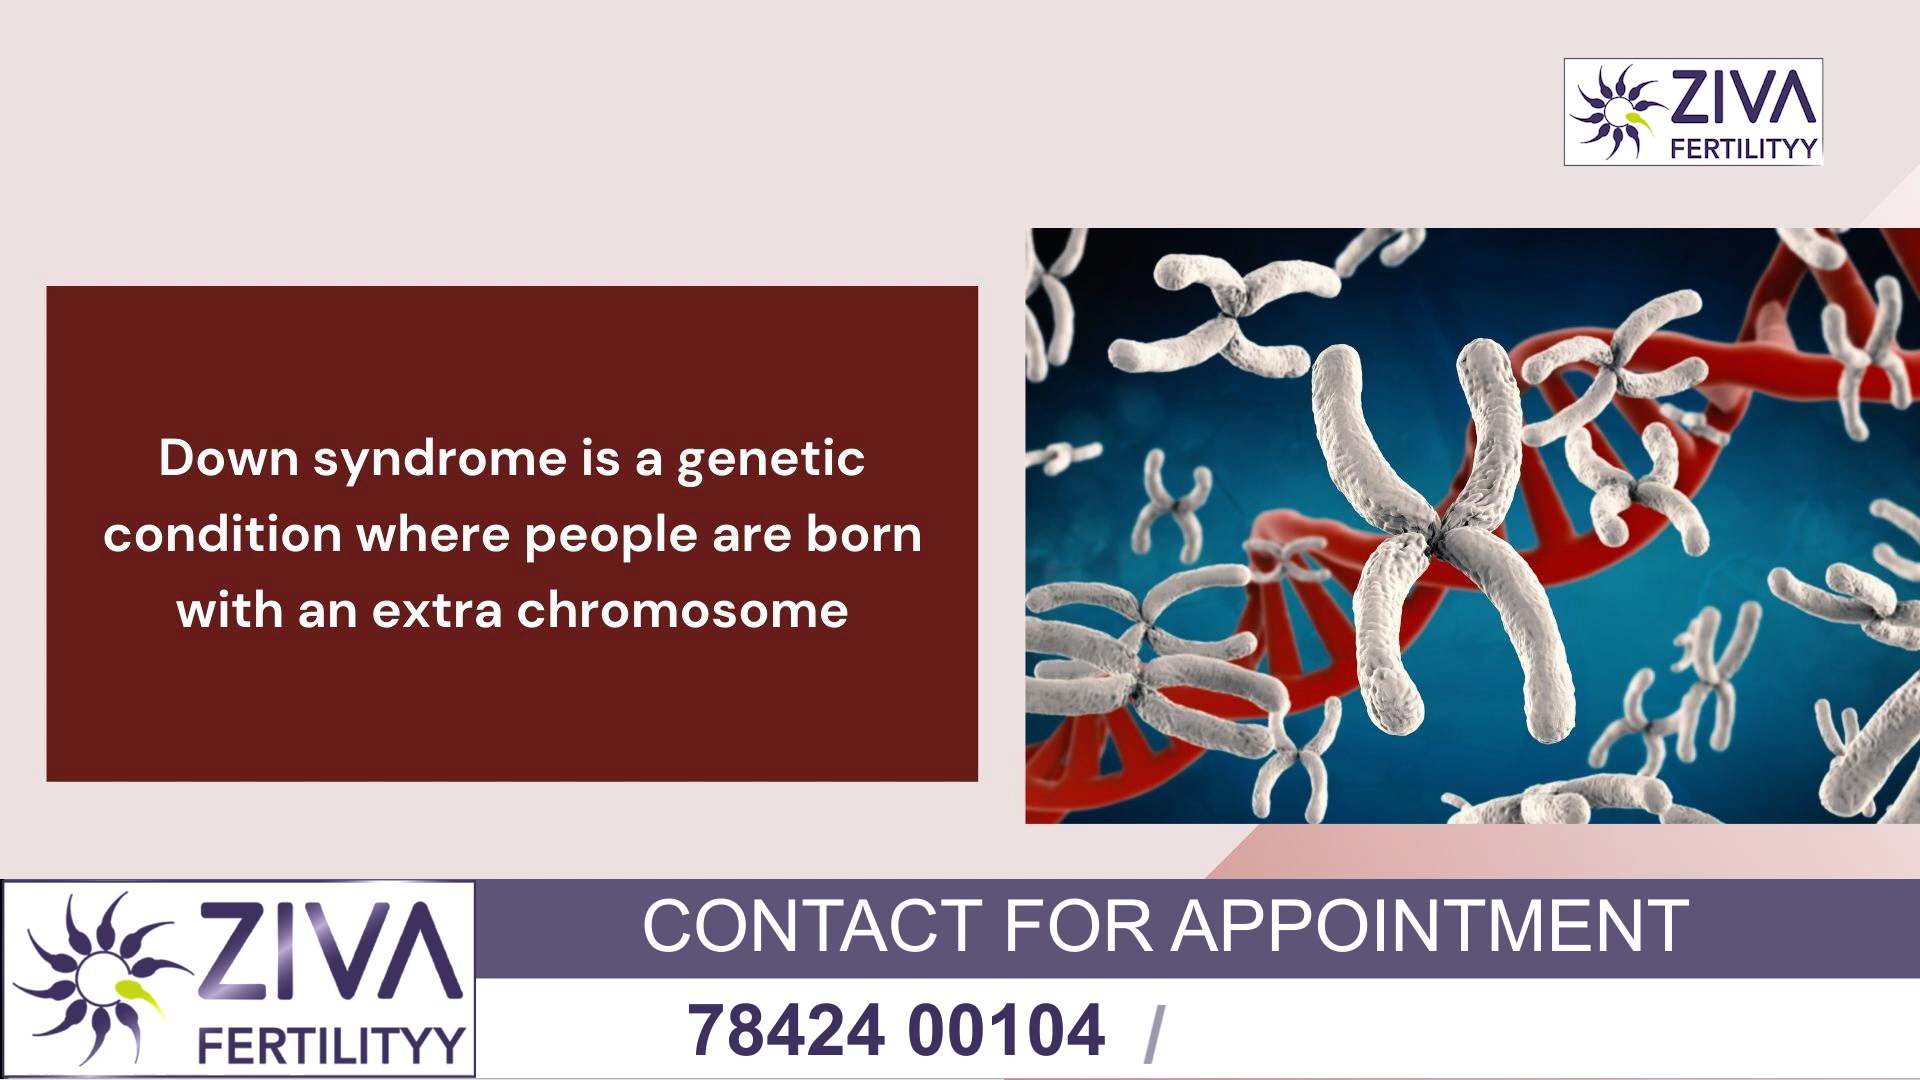 ZIVA
FERTILITYY
Down syndrome is a genetic
condition where people are born
with an extra chromosome
ZIVA
FERTILITYY
CONTACT FOR APPOINTMENT
78424 00104 /